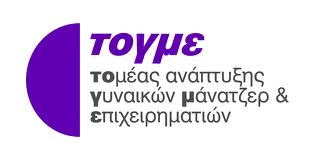 τογμε
τομέας ανάπτυξης
γυναικών μάνατζερ &
επιχειρηματιών